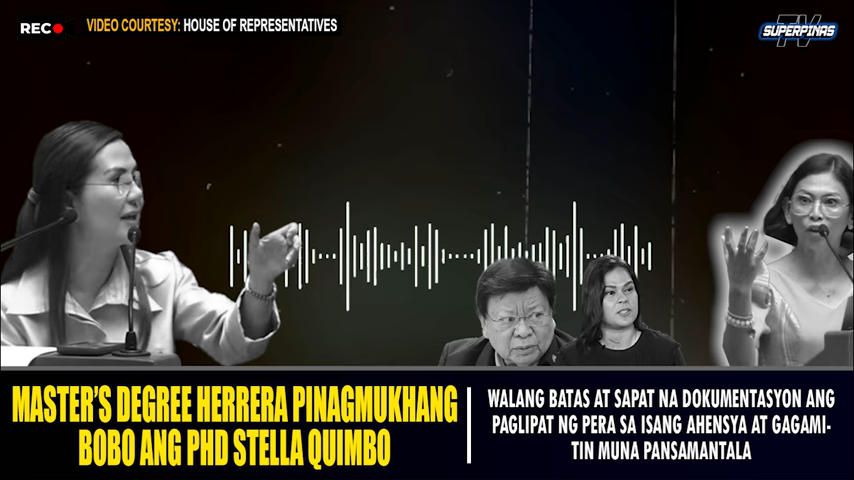 REC
VIDEO COURTESY: HOUSE OF REPRESENTATIVES
SUPERPINAS
TV
MASTER'S DEGREE HERRERA PINAGMUKHANG
BOBO ANG PHD STELLA QUIMBO
WALANG BATAS AT SAPAT NA DOKUMENTASYON ANG
PAGLIPAT NG PERA SA ISANG AHENSYA AT GAGAMI-
TIN MUNA PANSAMANTALA